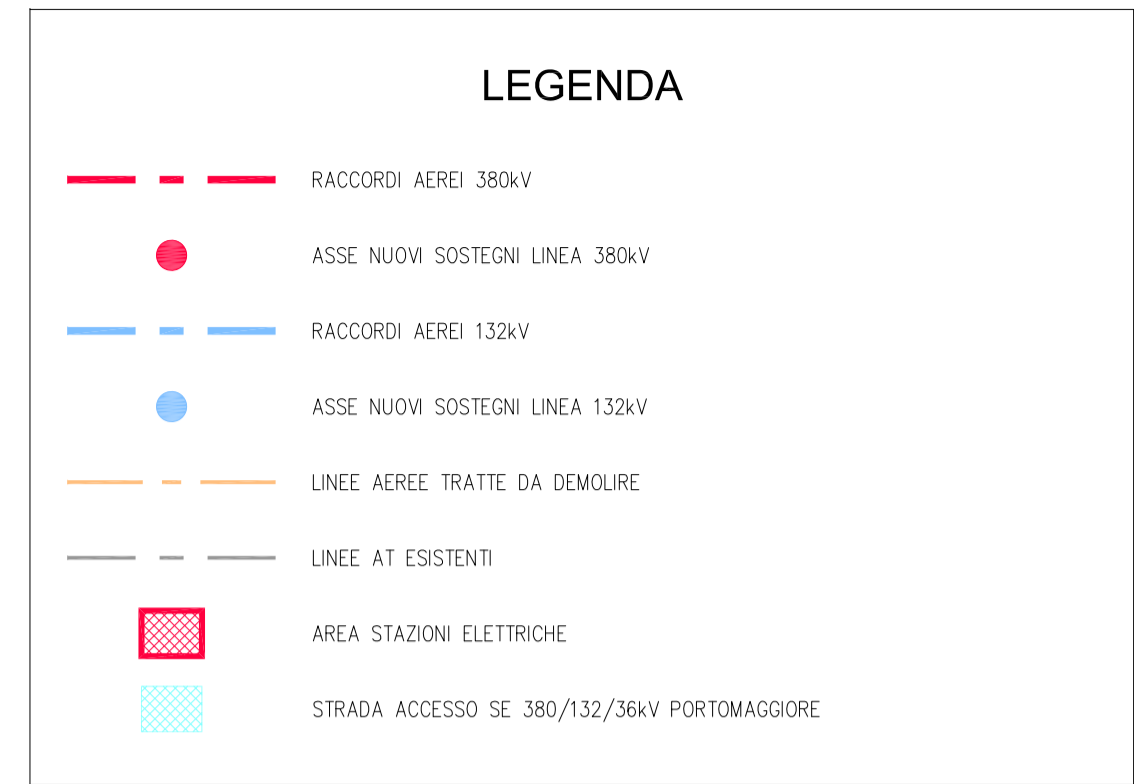 LEGENDA
RACCORDI AEREI 380kV
ASSE NUOVI SOSTEGNI LINEA 380kV
RACCORDI AEREI 132kV
ASSE NUOVI SOSTEGNI LINEA 132kV
LINEE AEREE TRATTE DA DEMOLIRE
LINEE AT ESISTENTI
AREA STAZIONI ELETTRICHE
STRADA ACCESSO SE 380/132/36kV PORTOMAGGIORE